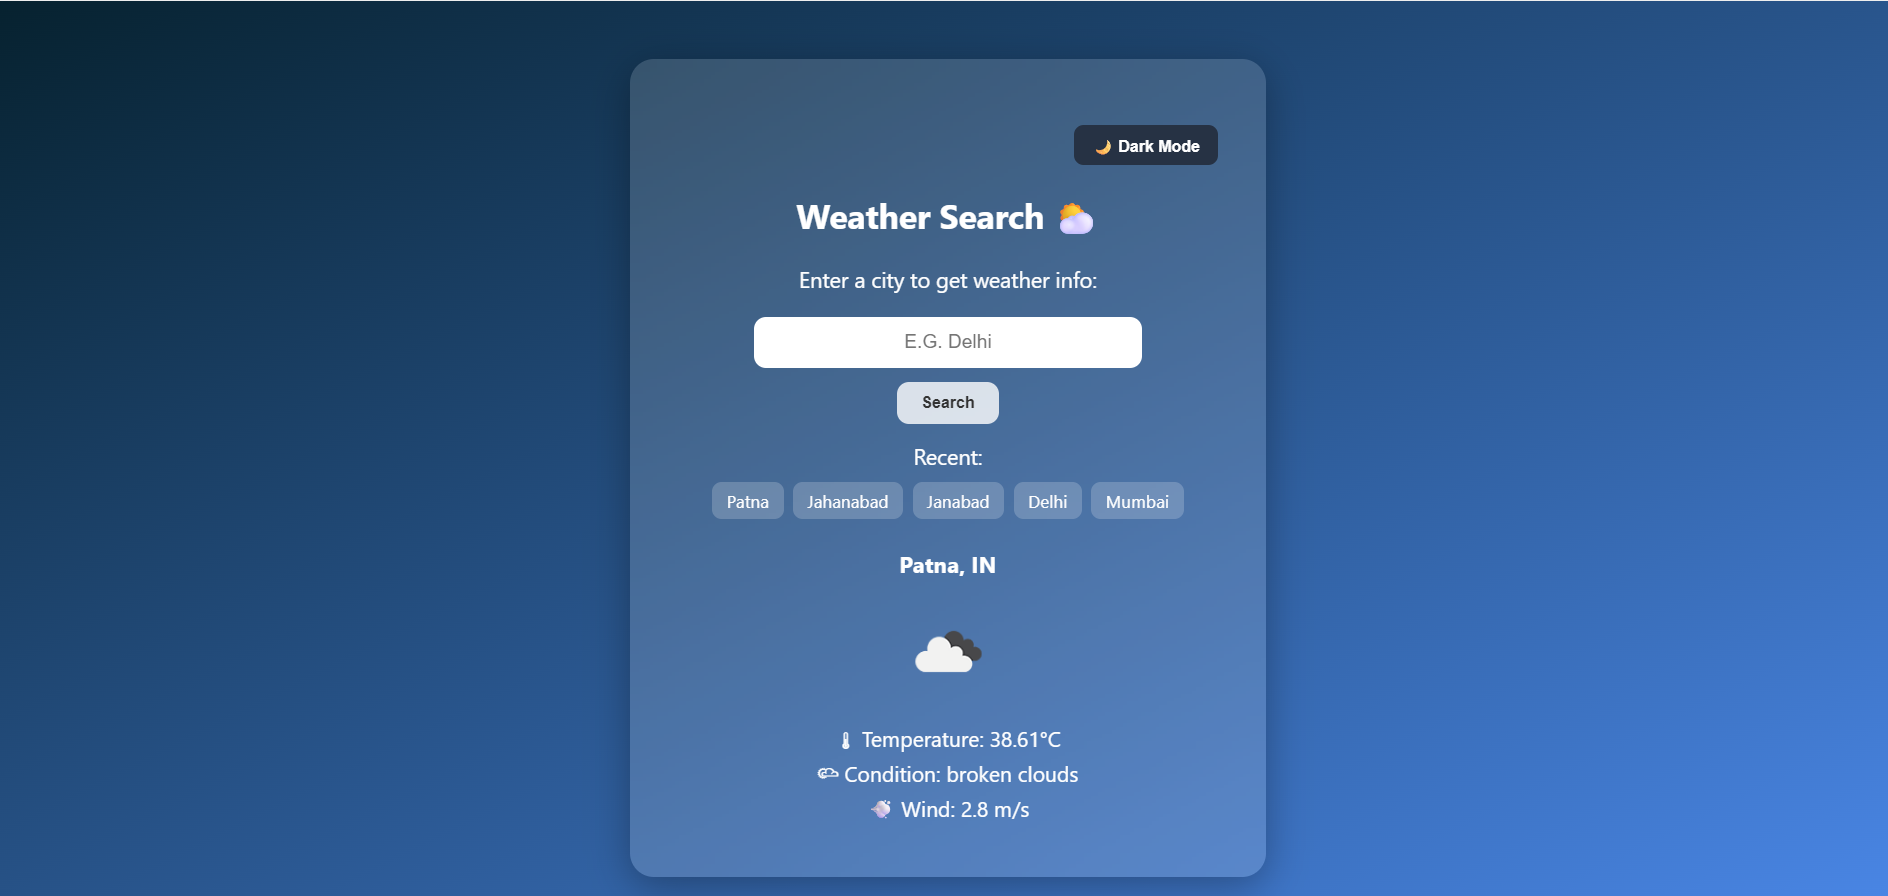 🌙 Dark Mode
Weather Search 🌥️
Enter a city to get weather info:
E.G. Delhi
Search
Recent:
Patna Jahanabad Janabad Delhi Mumbai
Patna, IN
🌡 Temperature: 38.61°C
🌥 Condition: broken clouds
💨 Wind: 2.8 m/s